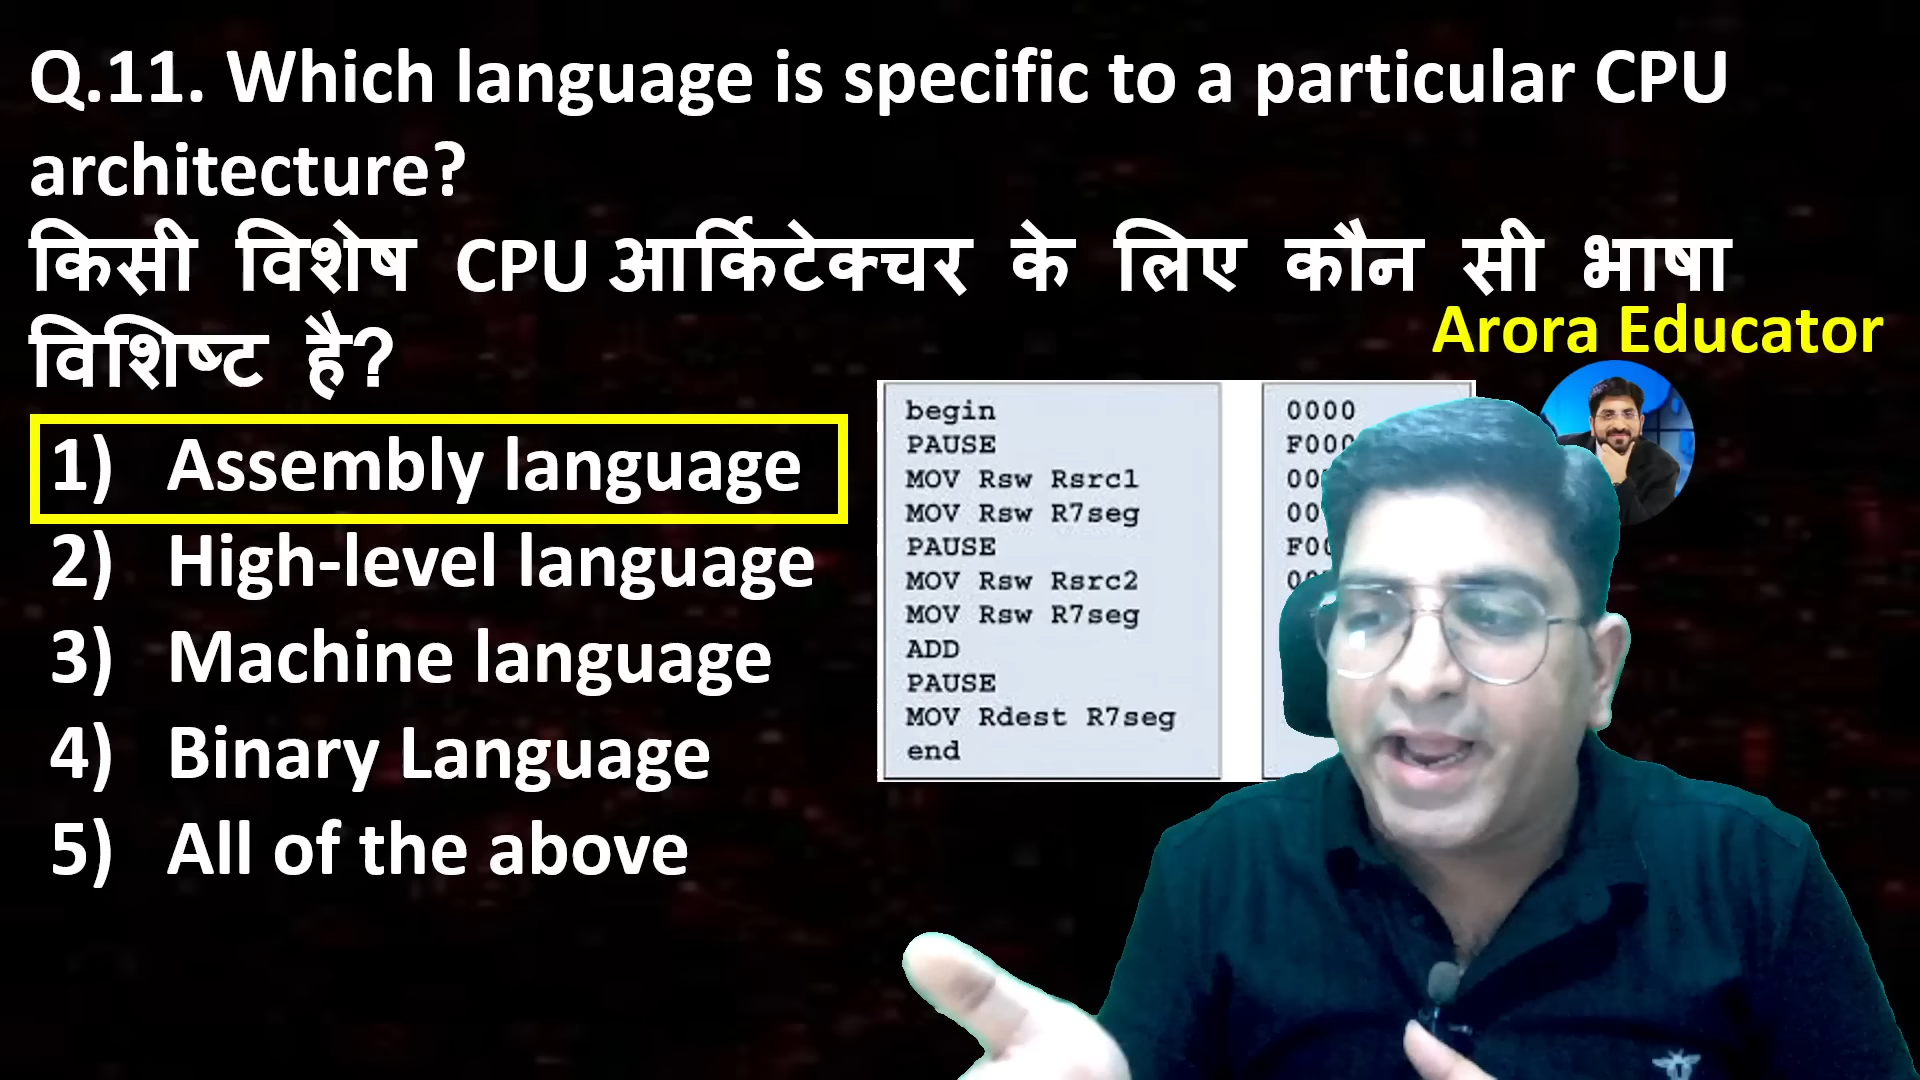 Q.11. Which language is specific to a particular CPU
architecture?
किसी विशेष CPU आर्किटेक्चर के लिए कौन सी भाषा
विशिष्ट है?
Arora Educator
1) Assembly language
2) High-level language
3) Machine language
4) Binary Language
5) All of the above
begin
PAUSE
MOV Rsw Rsrc1
MOV Rsw R7seg
PAUSE
MOV Rsw Rsrc2
MOV Rsw R7seg
ADD
PAUSE
MOV Rdest R7seg
end
0000